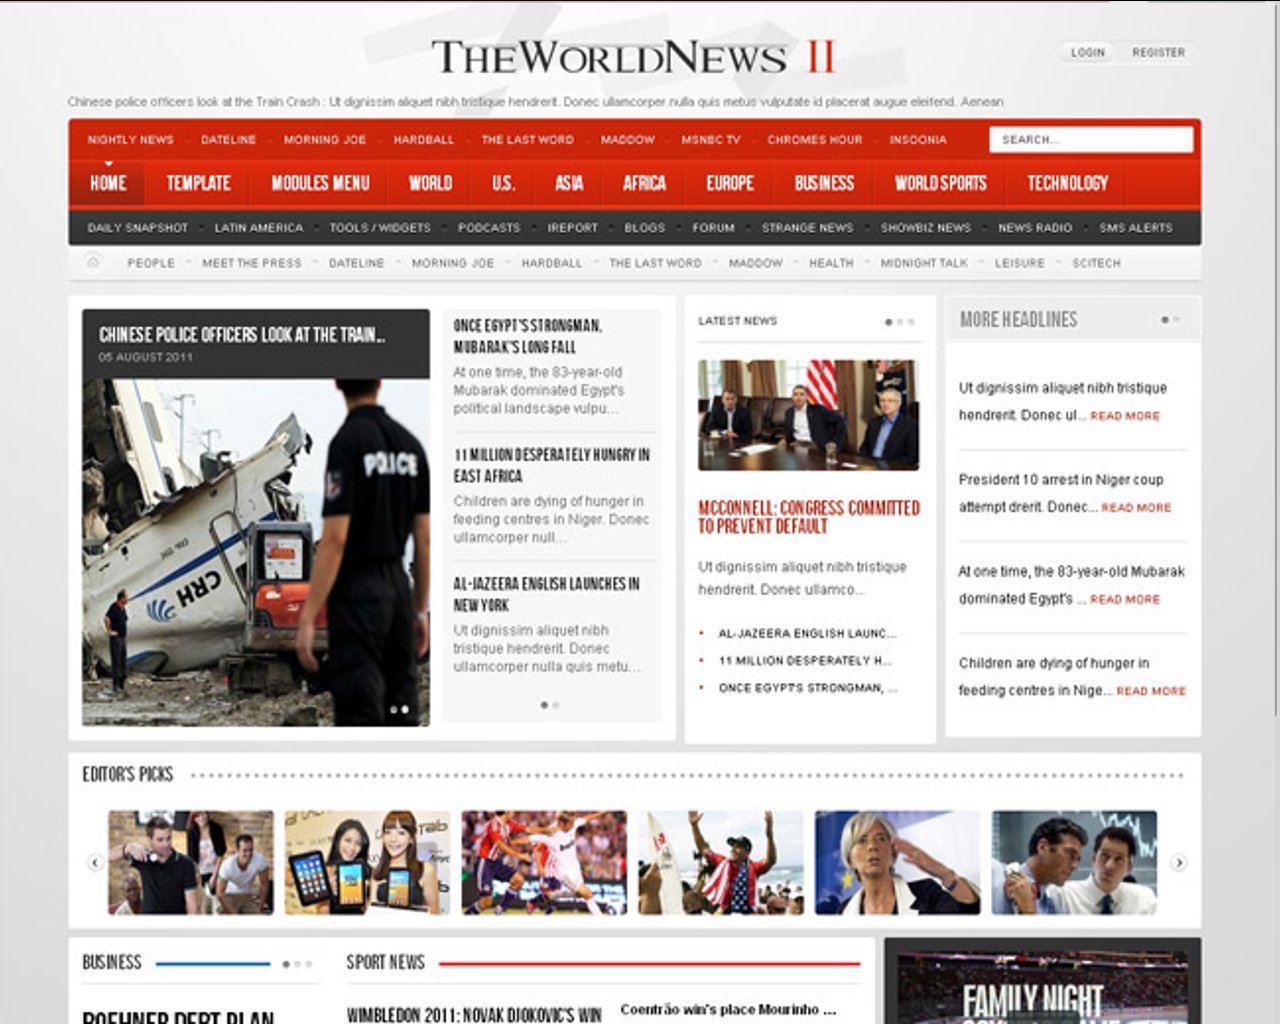 TheWorldNews II
LOGIN REGISTER
Chinese police officers look at the Train Crash : Ut dignissim aliquet nibh tristique hendrerit. Donec ullamcorper nulla quis metus vulputate id placerat augue eleifend. Aenean
NIGHTLY NEWS DATELINE MORNING JOE HARDBALL THE LAST WORD MADDOW MSNBC TV CHROMES HOUR INSOONIA SEARCH...
HOME TEMPLATE MODULES MENU WORLD U.S. ASIA AFRICA EUROPE BUSINESS WORLD SPORTS TECHNOLOGY
DAILY SNAPSHOT LATIN AMERICA TOOLS / WIDGETS PODCASTS IREPORT BLOGS FORUM STRANGE NEWS SHOWBIZ NEWS NEWS RADIO SMS ALERTS
PEOPLE MEET THE PRESS DATELINE MORNING JOE HARDBALL THE LAST WORD MADDOW HEALTH MIDNIGHT TALK LEISURE SCITECH
CHINESE POLICE OFFICERS LOOK AT THE TRAIN...
05 AUGUST 2011
POLICE
CRH
ONCE EGYPT'S STRONGMAN,
MUBARAK'S LONG FALL
At one time, the 83-year-old
Mubarak dominated Egypt's
political landscape vulpu...
11 MILLION DESPERATELY HUNGRY IN
EAST AFRICA
Children are dying of hunger in
feeding centres in Niger. Donec
ullamcorper null...
AL-JAZEERA ENGLISH LAUNCHES IN
NEW YORK
Ut dignissim aliquet nibh
tristique hendrerit. Donec
ullamcorper nulla quis metu...
LATEST NEWS
MCCONNELL: CONGRESS COMMITTED
TO PREVENT DEFAULT
Ut dignissim aliquet nibh tristique
hendrerit. Donec ullamco...
AL-JAZEERA ENGLISH LAUNC...
11 MILLION DESPERATELY H...
ONCE EGYPT'S STRONGMAN, ...
MORE HEADLINES
Ut dignissim aliquet nibh tristique
hendrerit. Donec ul... READ MORE
President 10 arrest in Niger coup
attempt drerit. Donec... READ MORE
At one time, the 83-year-old Mubarak
dominated Egypt's ... READ MORE
Children are dying of hunger in
feeding centres in Nige... READ MORE
EDITOR'S PICKS
BUSINESS
SPORT NEWS
ROEHNER DEBT PLAN
WIMBLEDON 2011: NOVAK DJOKOVIC'S WIN
Coentrão win's place Mourinho ...
FAMILY NIGHT